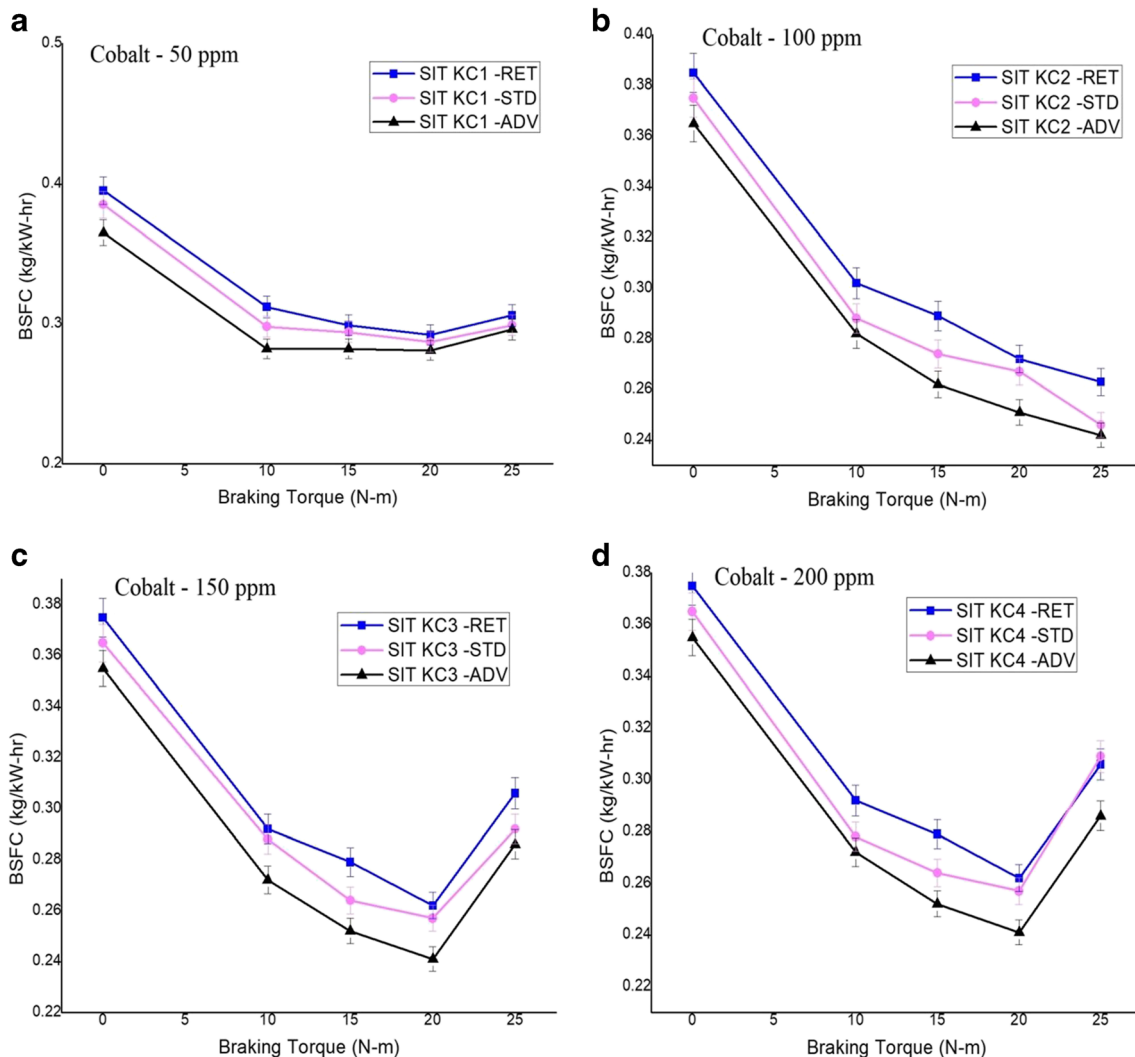 a
Cobalt - 50 ppm
SIT KC1 -RET
SIT KC1 -STD
SIT KC1 -ADV
BSFC (kg/kW-hr)
0.5
0.4
0.3
0.2
0 5 10 15 20 25
Braking Torque (N-m)
b
Cobalt - 100 ppm
SIT KC2 -RET
SIT KC2 -STD
SIT KC2 -ADV
BSFC (kg/kW-hr)
0.40
0.38
0.36
0.34
0.32
0.30
0.28
0.26
0.24
0 5 10 15 20 25
Braking Torque (N-m)
c
Cobalt - 150 ppm
SIT KC3 -RET
SIT KC3 -STD
SIT KC3 -ADV
BSFC (kg/kW-hr)
0.38
0.36
0.34
0.32
0.30
0.28
0.26
0.24
0.22
0 5 10 15 20 25
Braking Torque (N-m)
d
Cobalt - 200 ppm
SIT KC4 -RET
SIT KC4 -STD
SIT KC4 -ADV
BSFC (kg/kW-hr)
0.38
0.36
0.34
0.32
0.30
0.28
0.26
0.24
0.22
0 5 10 15 20 25
Braking Torque (N-m)